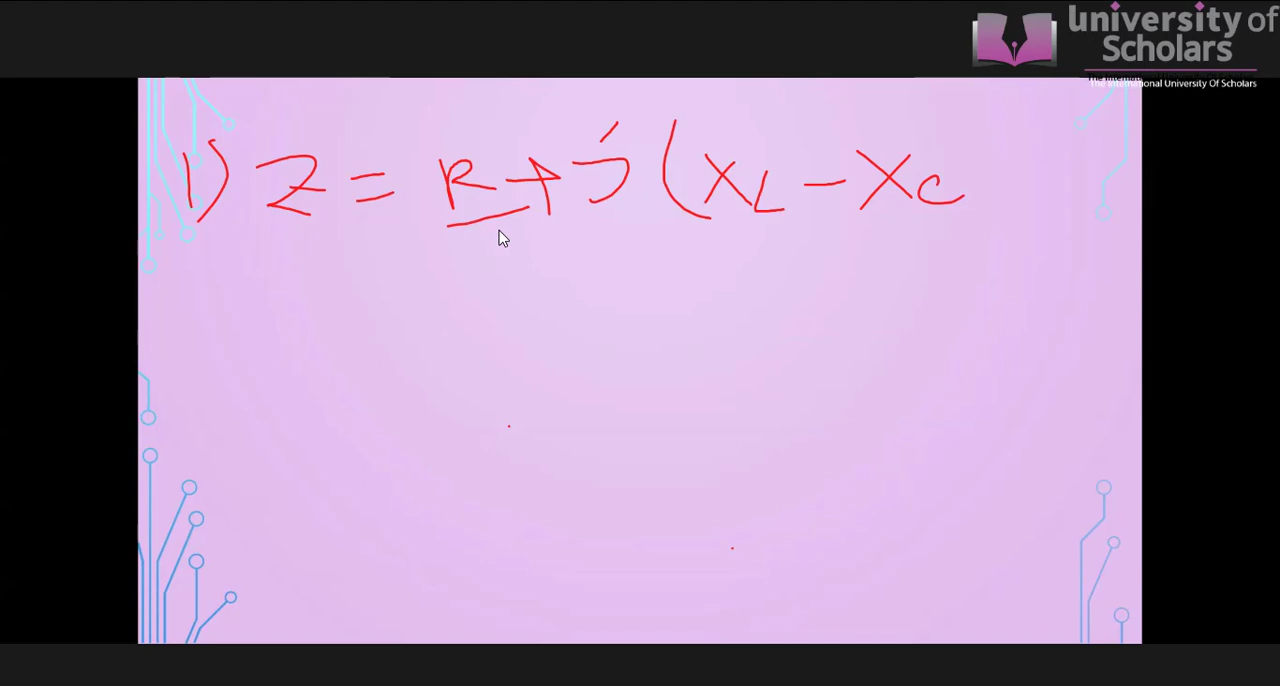 university of
Scholars
The International University Of Scholars
1) Z = R + j (XL - XC